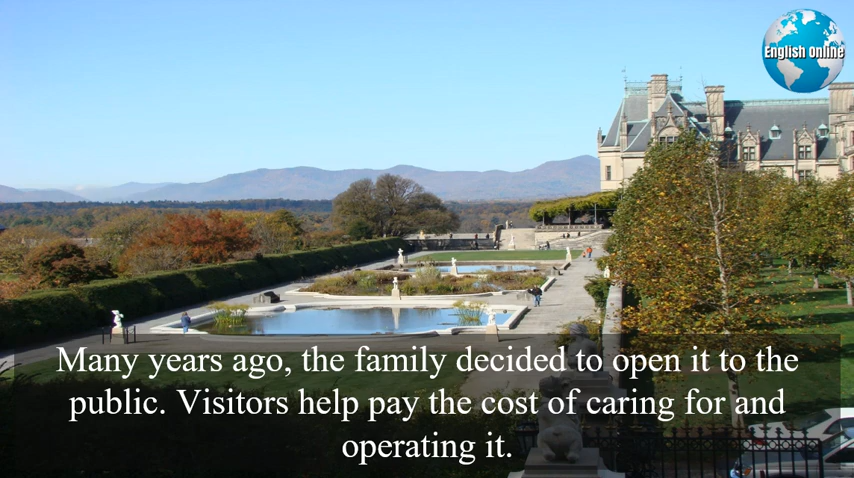 English Online
Many years ago, the family decided to open it to the
public. Visitors help pay the cost of caring for and
operating it.